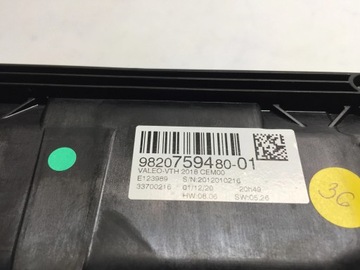 9820759480-01
VALEO-VTH 2018 CEM00
E123989 S/N:2012010216
33700216 01/12/20 20h49
HW:06.06 SW:05.26
36